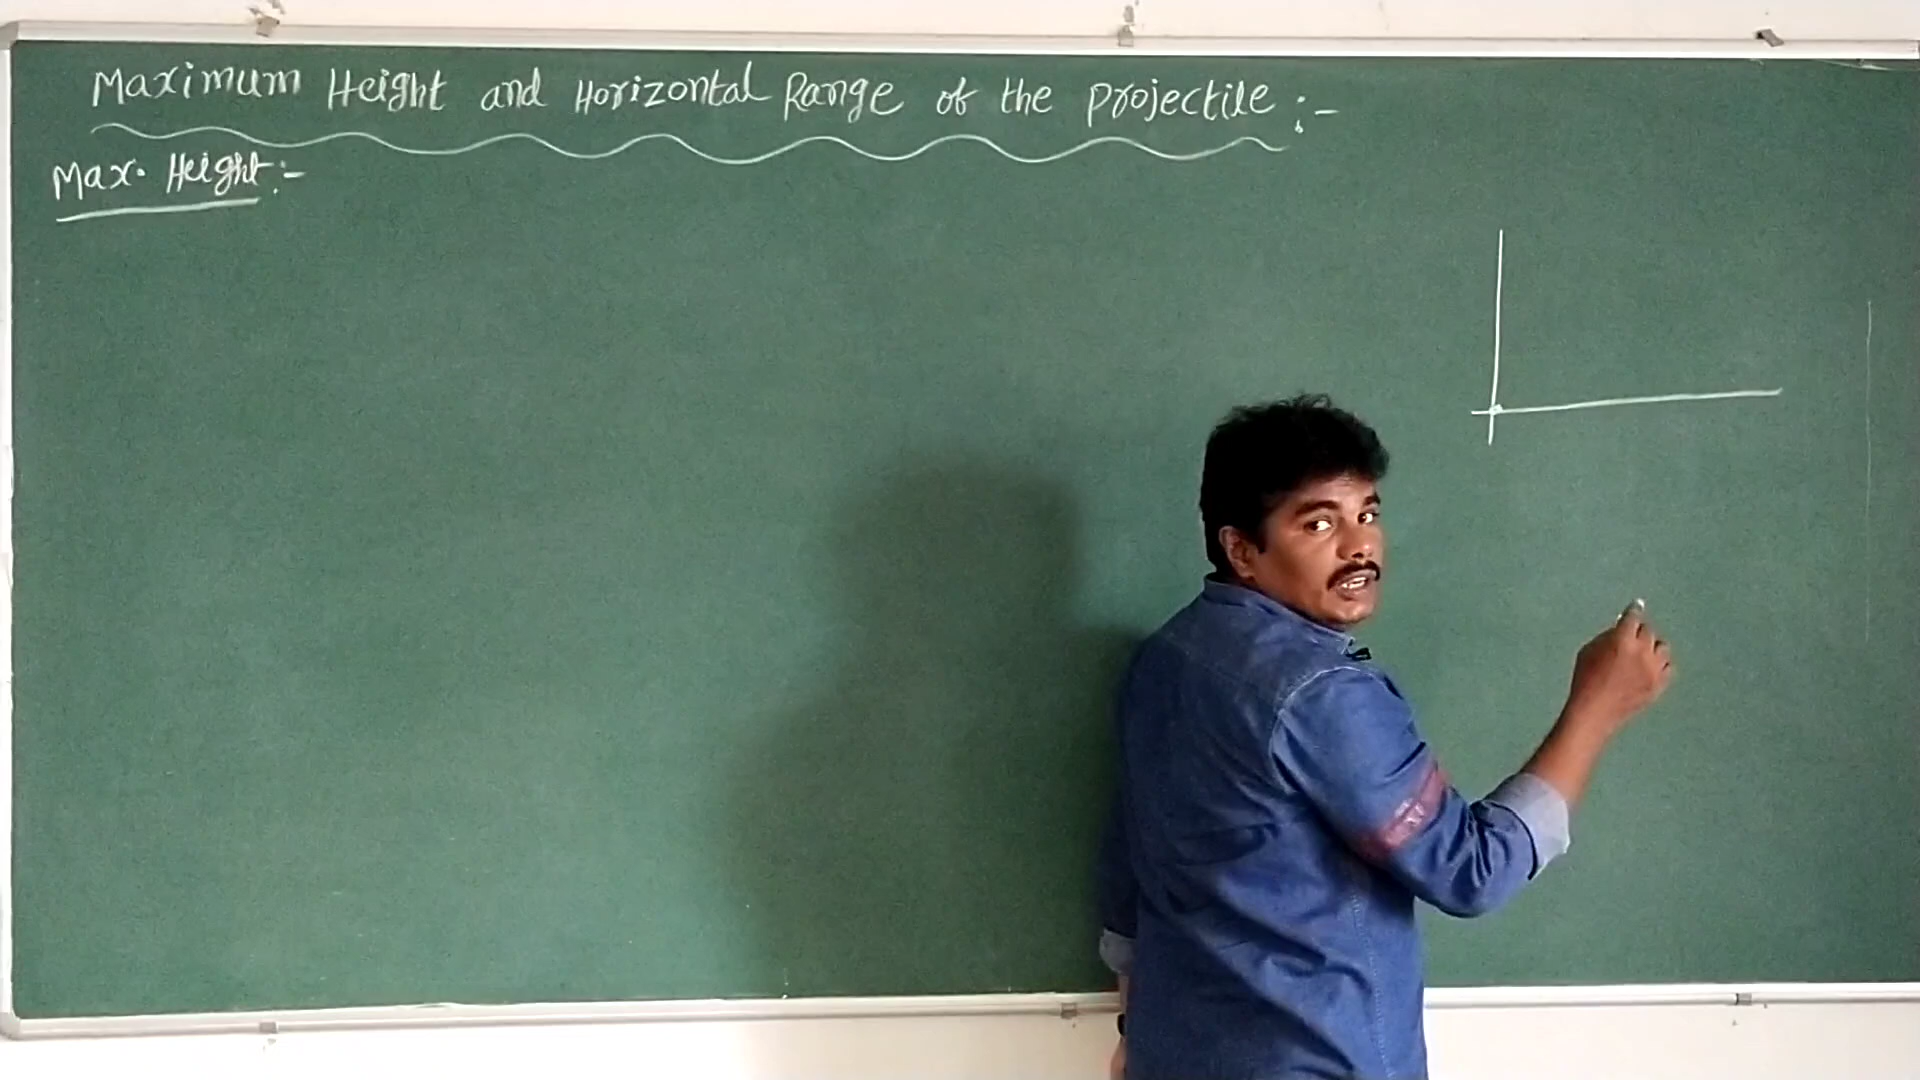 Maximum Height and Horizontal Range of the Projectile :-
Max. Height :-